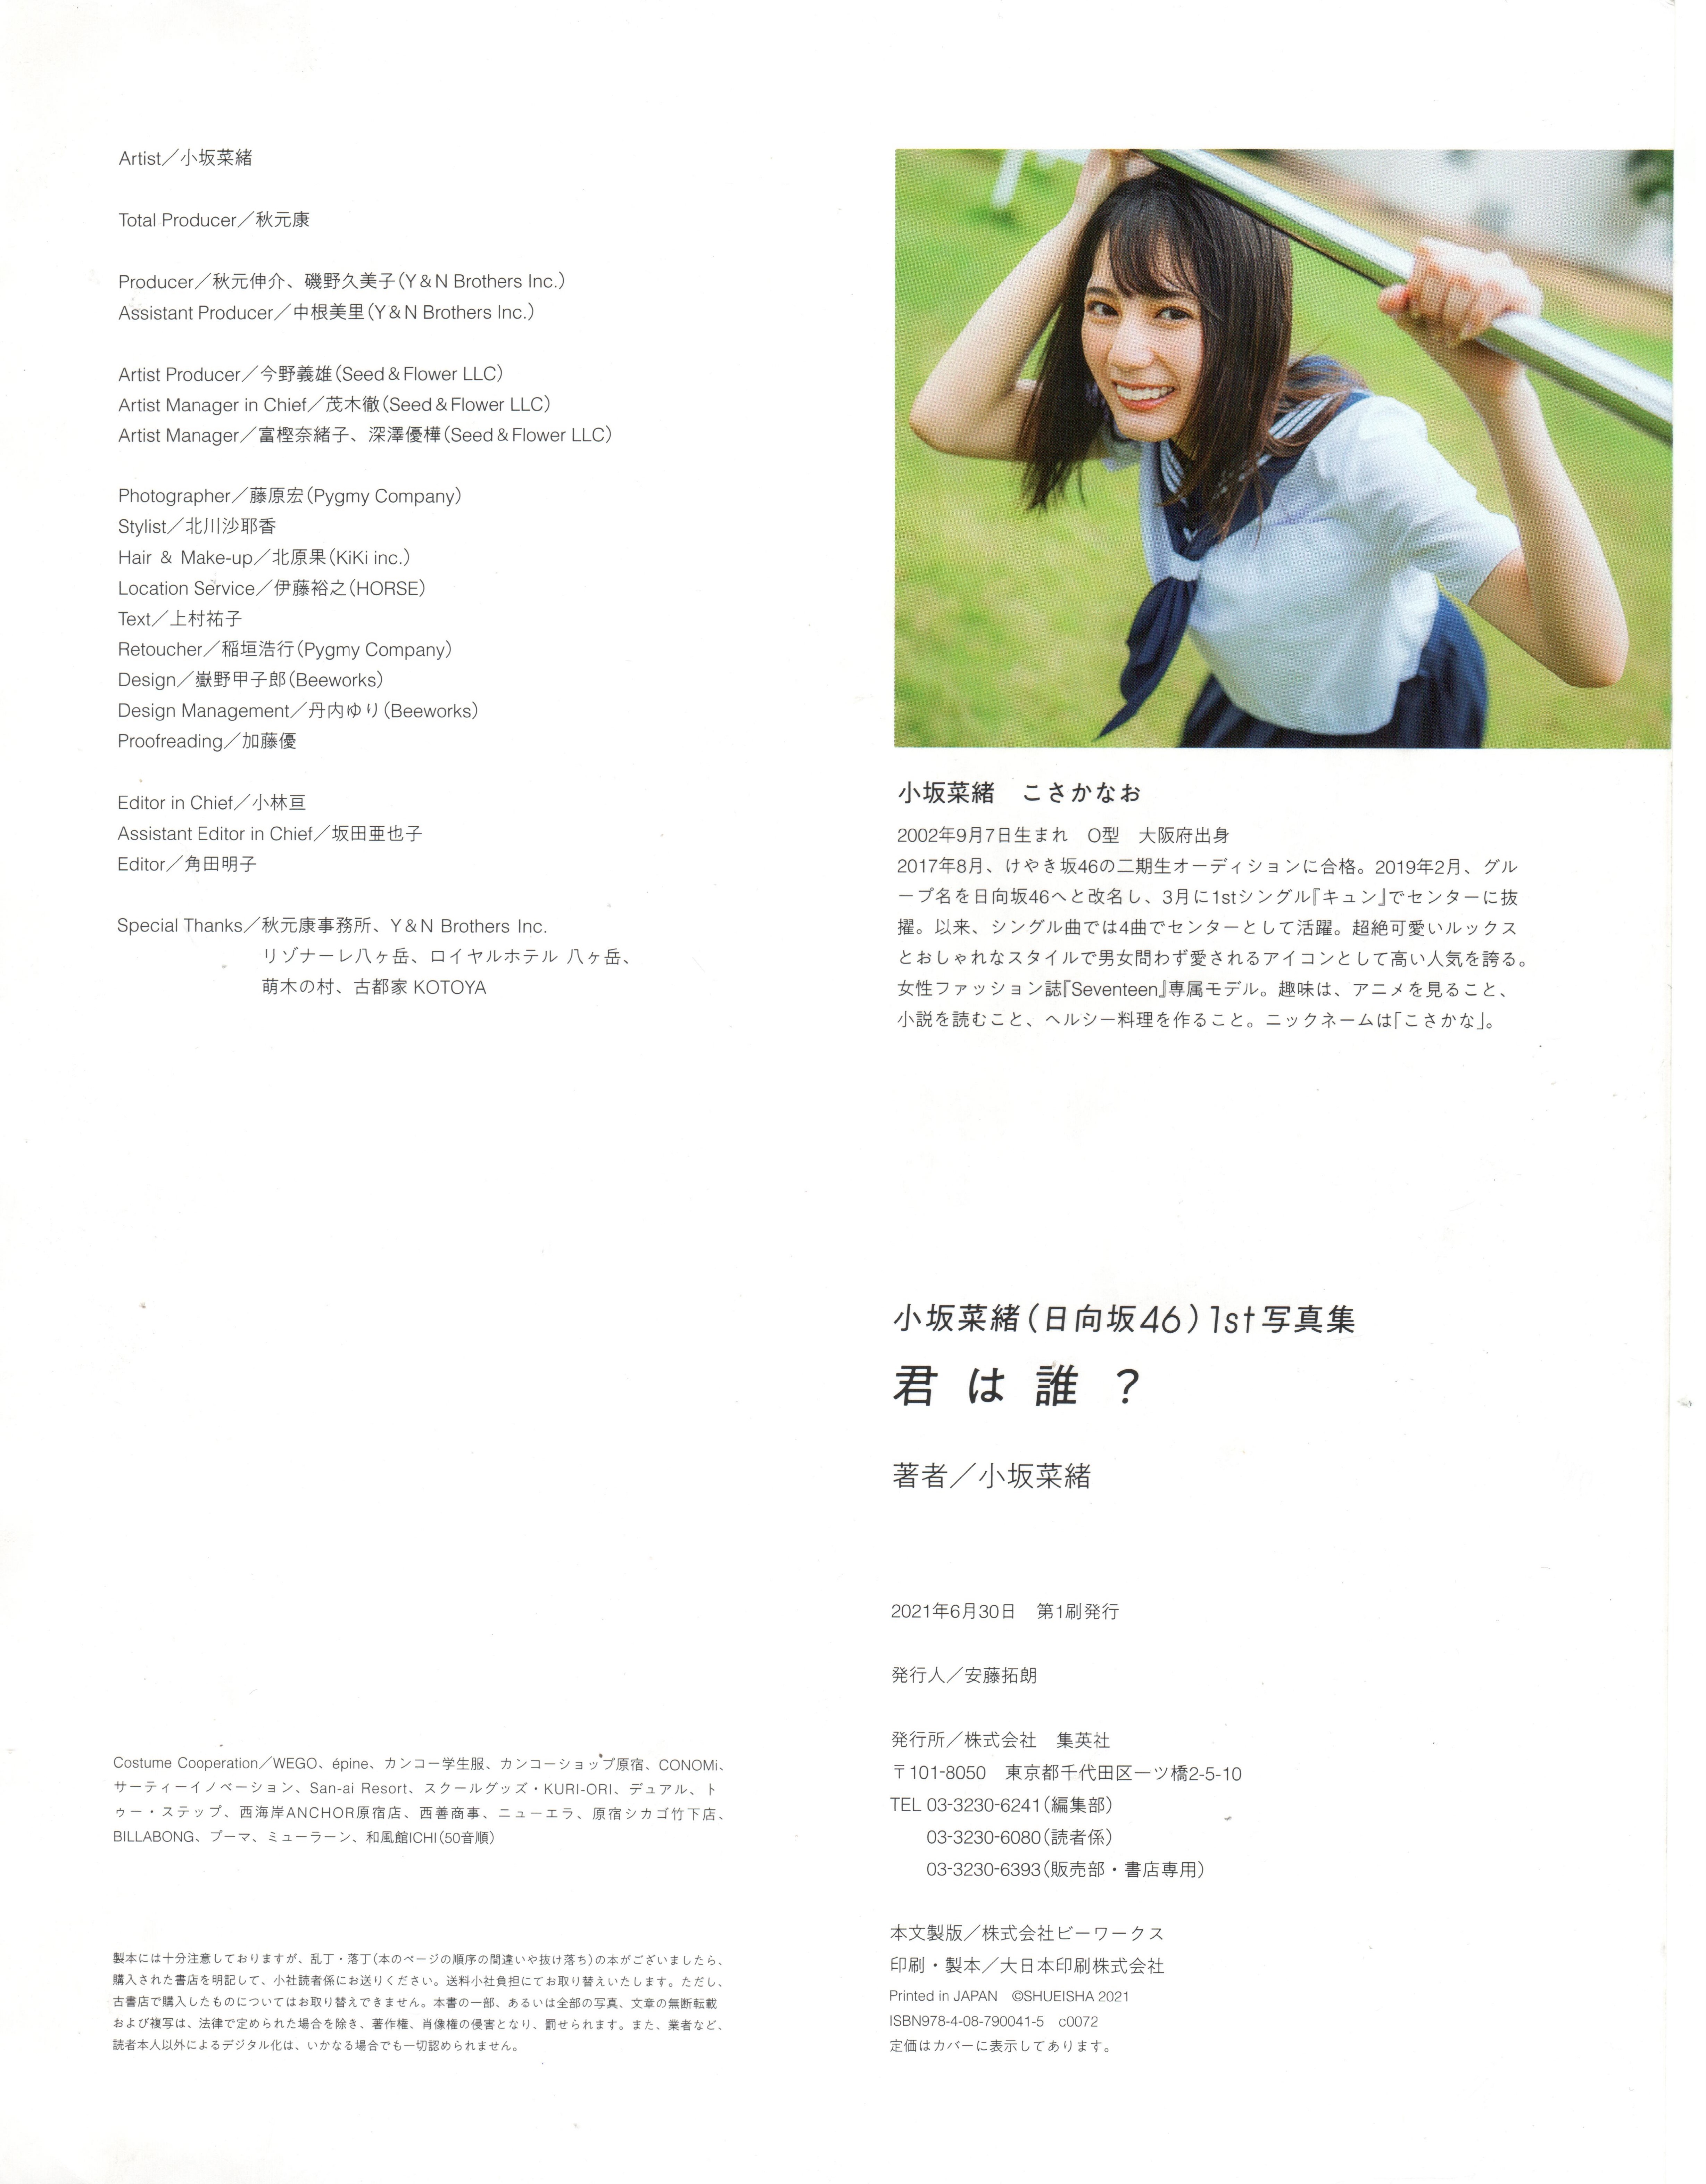 Artist／小坂菜緒
Total Producer／秋元康
Producer／秋元伸介、磯野久美子(Y&N Brothers Inc.)
Assistant Producer／中根美里(Y&N Brothers Inc.)
Artist Producer／今野義雄(Seed&Flower LLC)
Artist Manager in Chief／茂木徹(Seed&Flower LLC)
Artist Manager／富樫奈緒子、深澤優樺(Seed&Flower LLC)
Photographer／藤原宏(Pygmy Company)
Stylist／北川沙耶香
Hair & Make-up／北原果(KiKi inc.)
Location Service／伊藤裕之(HORSE)
Text／上村祐子
Retoucher／稲垣浩行(Pygmy Company)
Design／嶽野甲子郎(Beeworks)
Design Management／丹内ゆり(Beeworks)
Proofreading／加藤優
Editor in Chief／小林亘
Assistant Editor in Chief／坂田亜也子
Editor／角田明子
Special Thanks／秋元康事務所、Y&N Brothers Inc.
リゾナーレ八ヶ岳、ロイヤルホテル 八ヶ岳、
萌木の村、古都家 KOTOYA
Costume Cooperation／WEGO、épine、カンコー学生服、カンコーショップ原宿、CONOMi、
サーティーイノベーション、San-ai Resort、スクールグッズ・KURI-ORI、デュアル、ト
ゥー・ステップ、西海岸ANCHOR原宿店、西善商事、ニューエラ、原宿シカゴ竹下店、
BILLABONG、プーマ、ミューラーン、和風館ICHI(50音順)
製本には十分注意しておりますが、乱丁・落丁(本のページの順序の間違いや抜け落ち)の本がございましたら、
購入された書店を明記して、小社読者係にお送りください。送料小社負担にてお取り替えいたします。ただし、
古書店で購入したものについてはお取り替えできません。本書の一部、あるいは全部の写真、文章の無断転載
および複写は、法律で定められた場合を除き、著作権、肖像権の侵害となり、罰せられます。また、業者など、
読者本人以外によるデジタル化は、いかなる場合でも一切認められません。
小坂菜緒　こさかなお
2002年9月7日生まれ　O型　大阪府出身
2017年8月、けやき坂46の二期生オーディションに合格。2019年2月、グル
ープ名を日向坂46へと改名し、3月に1stシングル『キュン』でセンターに抜
擢。以来、シングル曲では4曲でセンターとして活躍。超絶可愛いルックス
とおしゃれなスタイルで男女問わず愛されるアイコンとして高い人気を誇る。
女性ファッション誌『Seventeen』専属モデル。趣味は、アニメを見ること、
小説を読むこと、ヘルシー料理を作ること。ニックネームは「こさかな」。
小坂菜緒(日向坂46)1st写真集
君は誰？
著者／小坂菜緒
2021年6月30日　第1刷発行
発行人／安藤拓朗
発行所／株式会社　集英社
〒101-8050　東京都千代田区一ツ橋2-5-10
TEL 03-3230-6241(編集部)
03-3230-6080(読者係)
03-3230-6393(販売部・書店専用)
本文製版／株式会社ビーワークス
印刷・製本／大日本印刷株式会社
Printed in JAPAN　©SHUEISHA 2021
ISBN978-4-08-790041-5　c0072
定価はカバーに表示してあります。